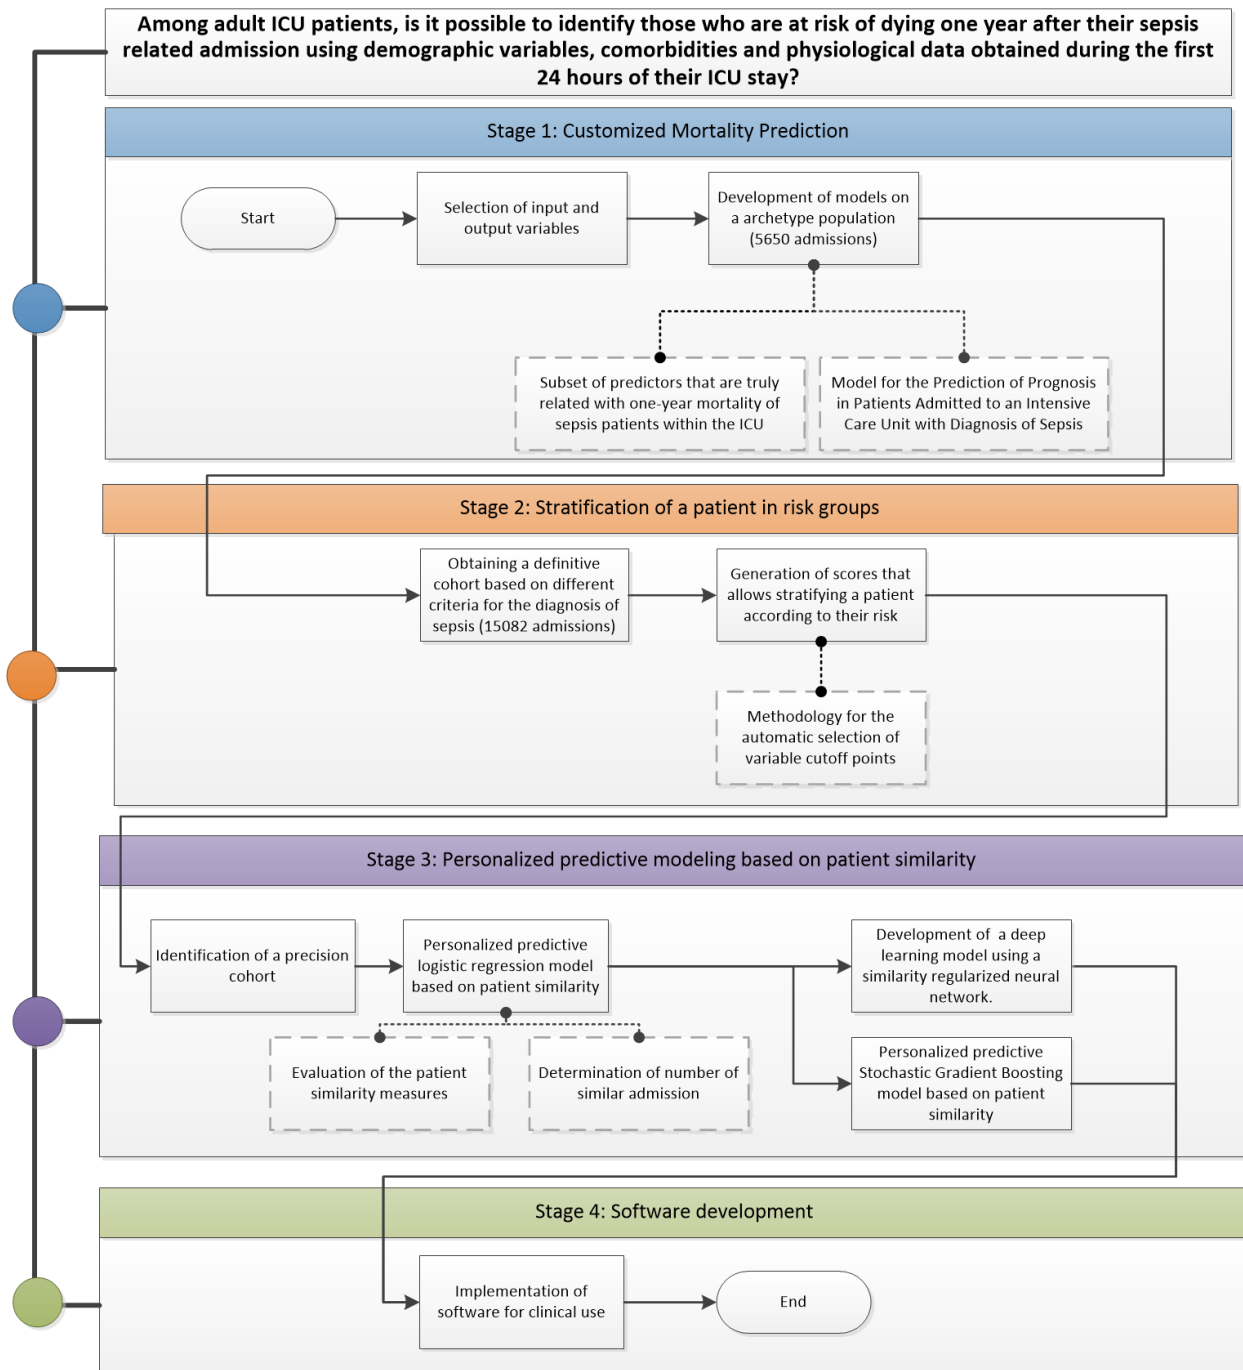 Among adult ICU patients, is it possible to identify those who are at risk of dying one year after their sepsis
related admission using demographic variables, comorbidities and physiological data obtained during the first
24 hours of their ICU stay?
Stage 1: Customized Mortality Prediction
Start
Selection of input and
output variables
Development of models on
a archetype population
(5650 admissions)
Subset of predictors that are truly
related with one-year mortality of
sepsis patients within the ICU
Model for the Prediction of Prognosis
in Patients Admitted to an Intensive
Care Unit with Diagnosis of Sepsis
Stage 2: Stratification of a patient in risk groups
Obtaining a definitive
cohort based on different
criteria for the diagnosis of
sepsis (15082 admissions)
Generation of scores that
allows stratifying a patient
according to their risk
Methodology for the
automatic selection of
variable cutoff points
Stage 3: Personalized predictive modeling based on patient similarity
Identification of a precision
cohort
Personalized predictive
logistic regression model
based on patient similarity
Development of a deep
learning model using a
similarity regularized neural
network.
Evaluation of the patient
similarity measures
Determination of number of
similar admission
Personalized predictive
Stochastic Gradient Boosting
model based on patient
similarity
Stage 4: Software development
Implementation of
software for clinical use
End